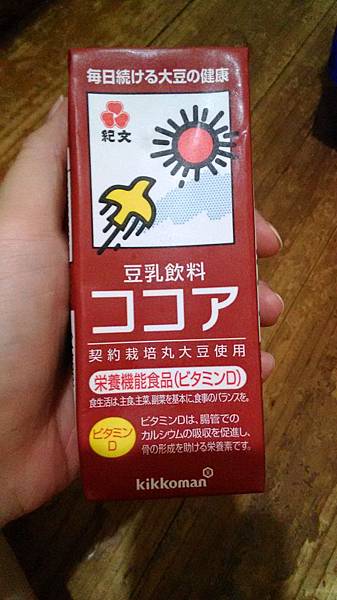 毎日続ける大豆の健康
紀文
豆乳飲料
ココア
契約栽培丸大豆使用
栄養機能食品(ビタミンD)
食生活は、主食、主菜、副菜を基本に、食事のバランスを。
ビタミン
D
ビタミンDは、腸管での
カルシウムの吸収を促進し、
骨の形成を助ける栄養素です。
kikkoman